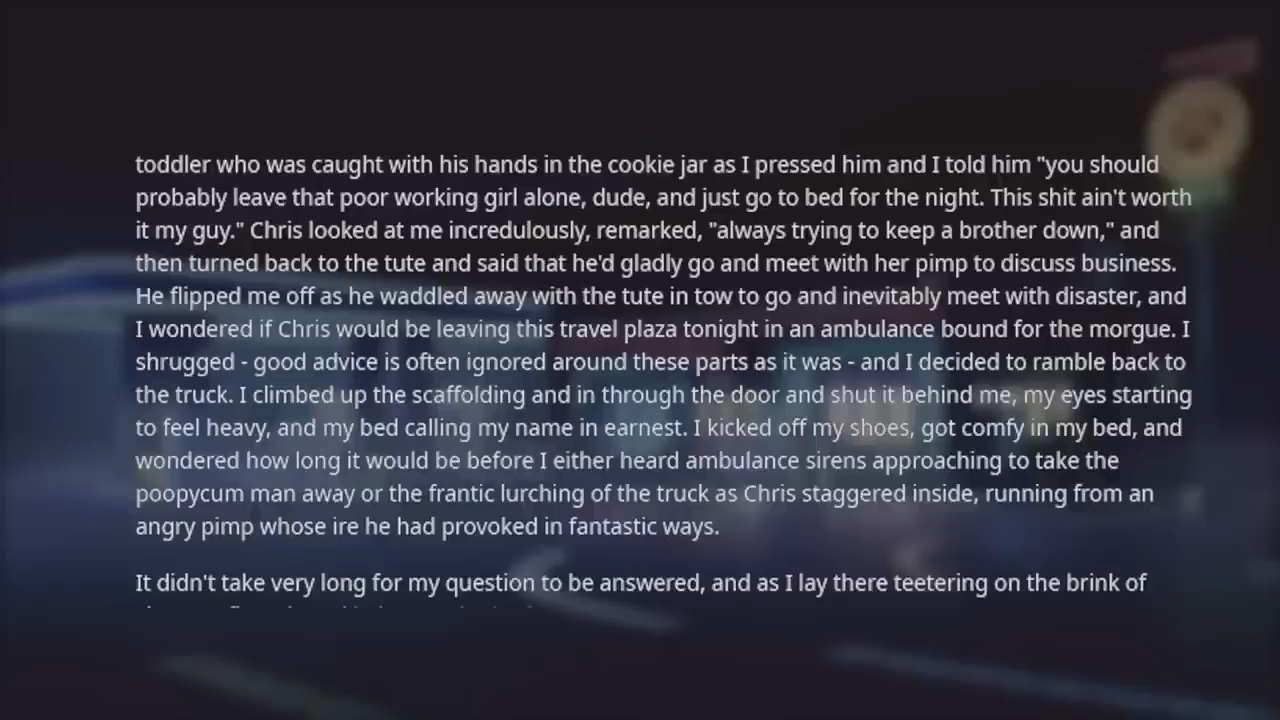 toddler who was caught with his hands in the cookie jar as I pressed him and I told him "you should
probably leave that poor working girl alone, dude, and just go to bed for the night. This shit ain't worth
it my guy." Chris looked at me incredulously, remarked, "always trying to keep a brother down," and
then turned back to the tute and said that he'd gladly go and meet with her pimp to discuss business.
He flipped me off as he waddled away with the tute in tow to go and inevitably meet with disaster, and
I wondered if Chris would be leaving this travel plaza tonight in an ambulance bound for the morgue. I
shrugged - good advice is often ignored around these parts as it was - and I decided to ramble back to
the truck. I climbed up the scaffolding and in through the door and shut it behind me, my eyes starting
to feel heavy, and my bed calling my name in earnest. I kicked off my shoes, got comfy in my bed, and
wondered how long it would be before I either heard ambulance sirens approaching to take the
poopycum man away or the frantic lurching of the truck as Chris staggered inside, running from an
angry pimp whose ire he had provoked in fantastic ways.
It didn't take very long for my question to be answered, and as I lay there teetering on the brink of